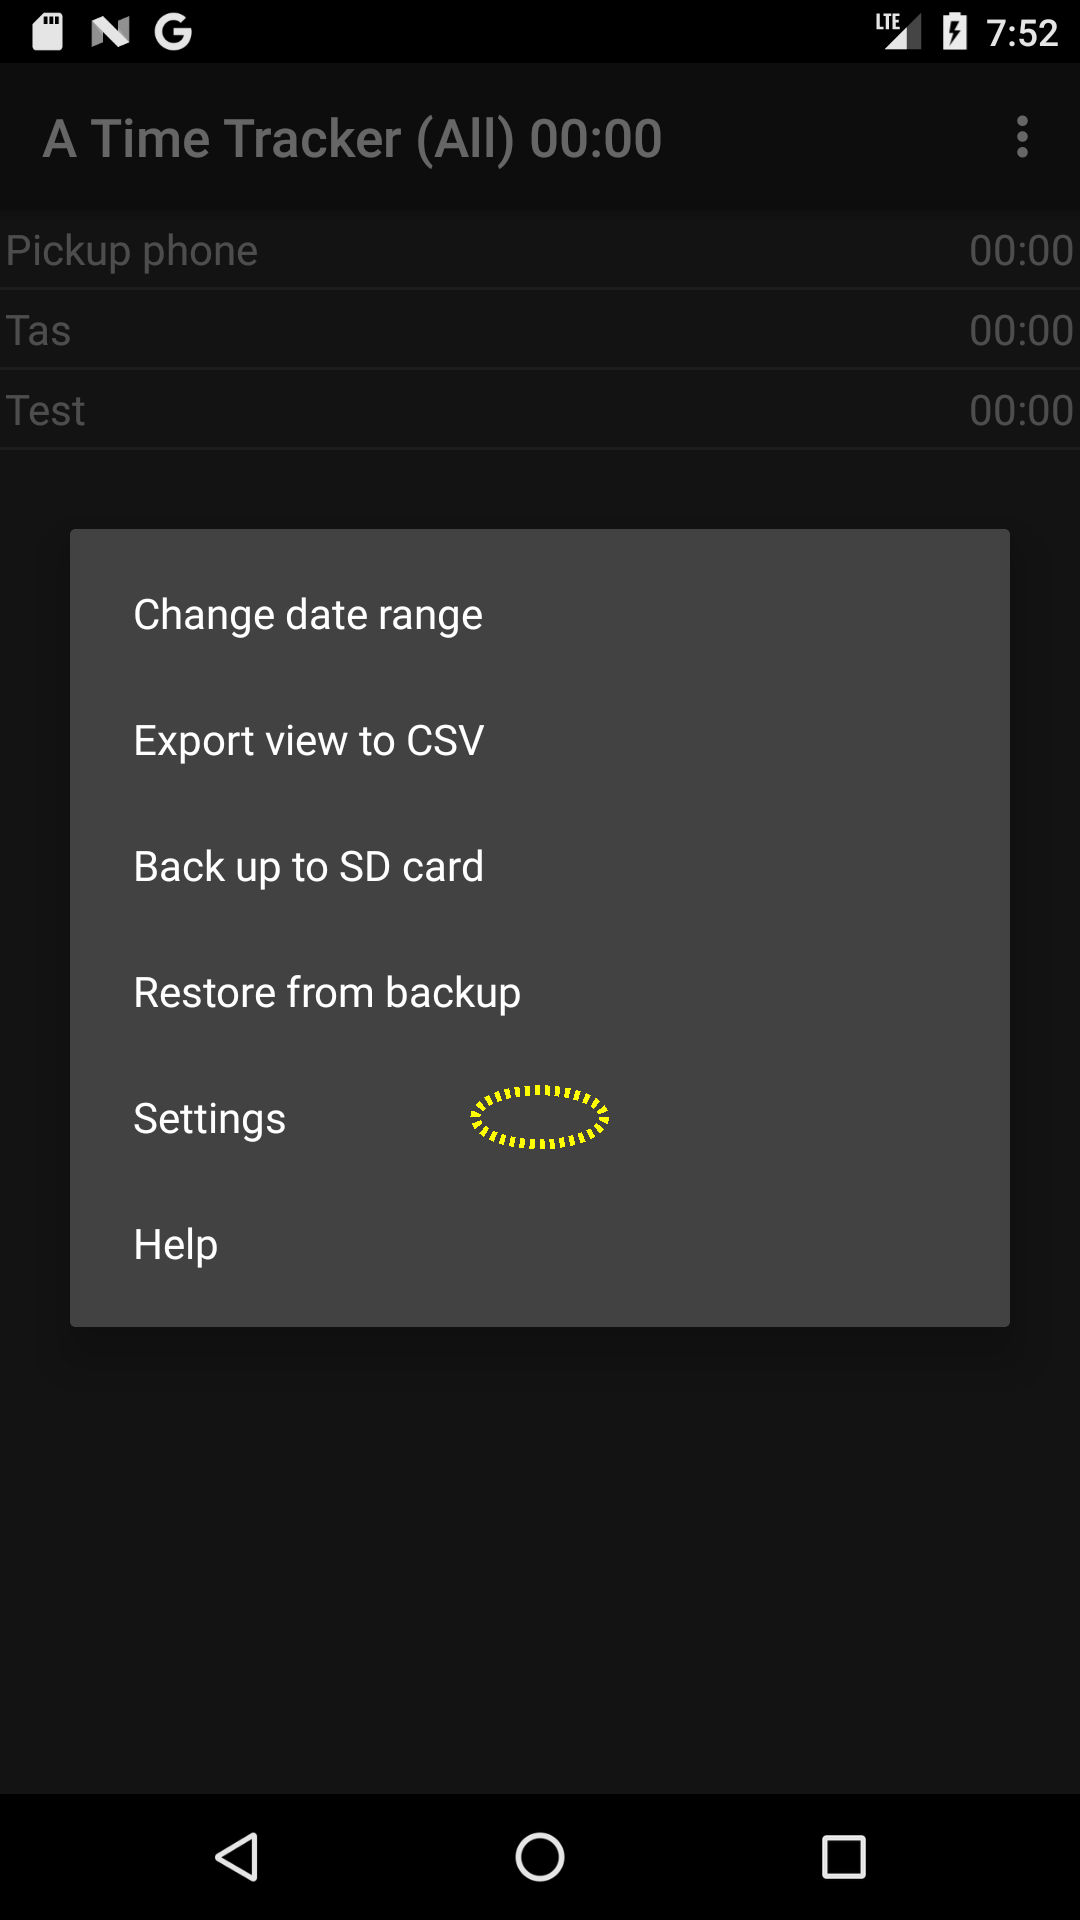 LTE 7:52
A Time Tracker (All) 00:00
Pickup phone 00:00
Tas 00:00
Test 00:00
Change date range
Export view to CSV
Back up to SD card
Restore from backup
Settings
Help